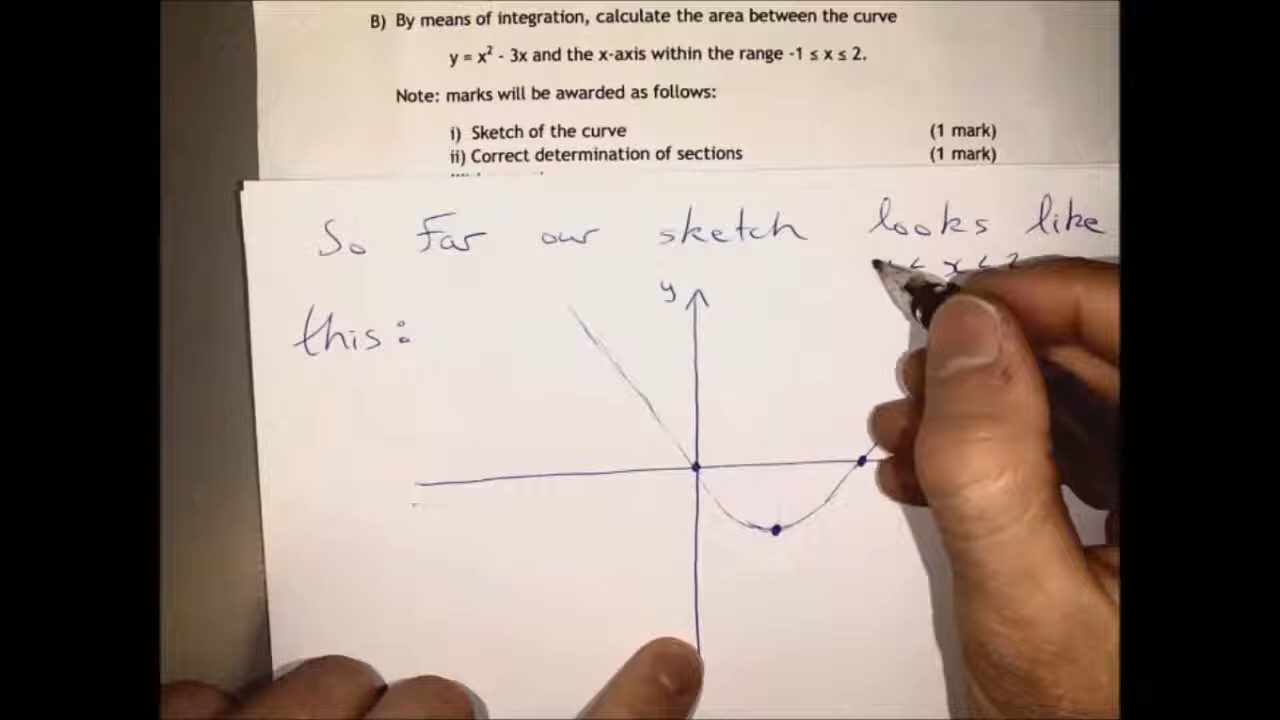 B) By means of integration, calculate the area between the curve
y = x² - 3x and the x-axis within the range -1 ≤ x ≤ 2.
Note: marks will be awarded as follows:
i) Sketch of the curve (1 mark)
ii) Correct determination of sections (1 mark)
So far our sketch looks like
< x < 2
y
this: